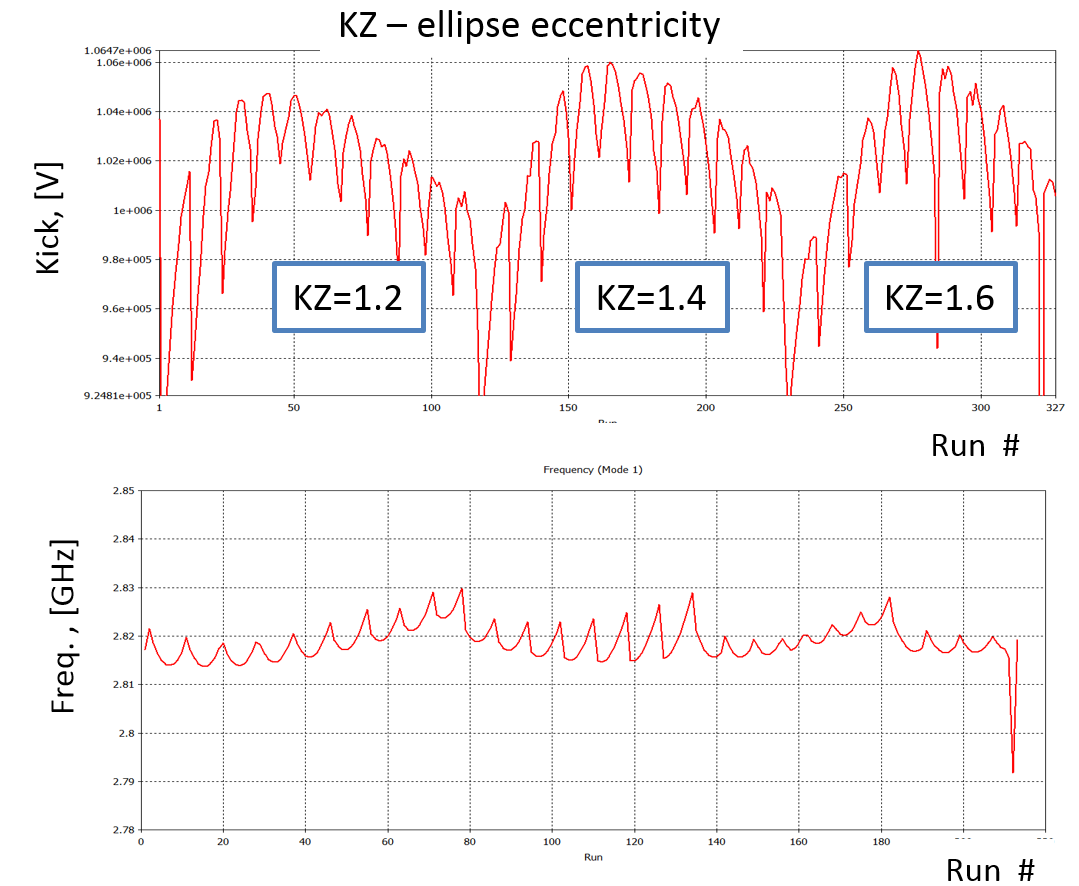 KZ – ellipse eccentricity
1.0647e+006
1.06e+006
1.04e+006
1.02e+006
1e+006
9.8e+005
9.6e+005
9.4e+005
9.2481e+005
Kick, [V]
KZ=1.2
KZ=1.4
KZ=1.6
1 50 100 150 200 250 300 327
Run #
Frequency (Mode 1)
2.85
2.84
2.83
2.82
2.81
2.8
2.79
2.78
Freq. , [GHz]
0 20 40 60 80 100 120 140 160 180
Run
Run #